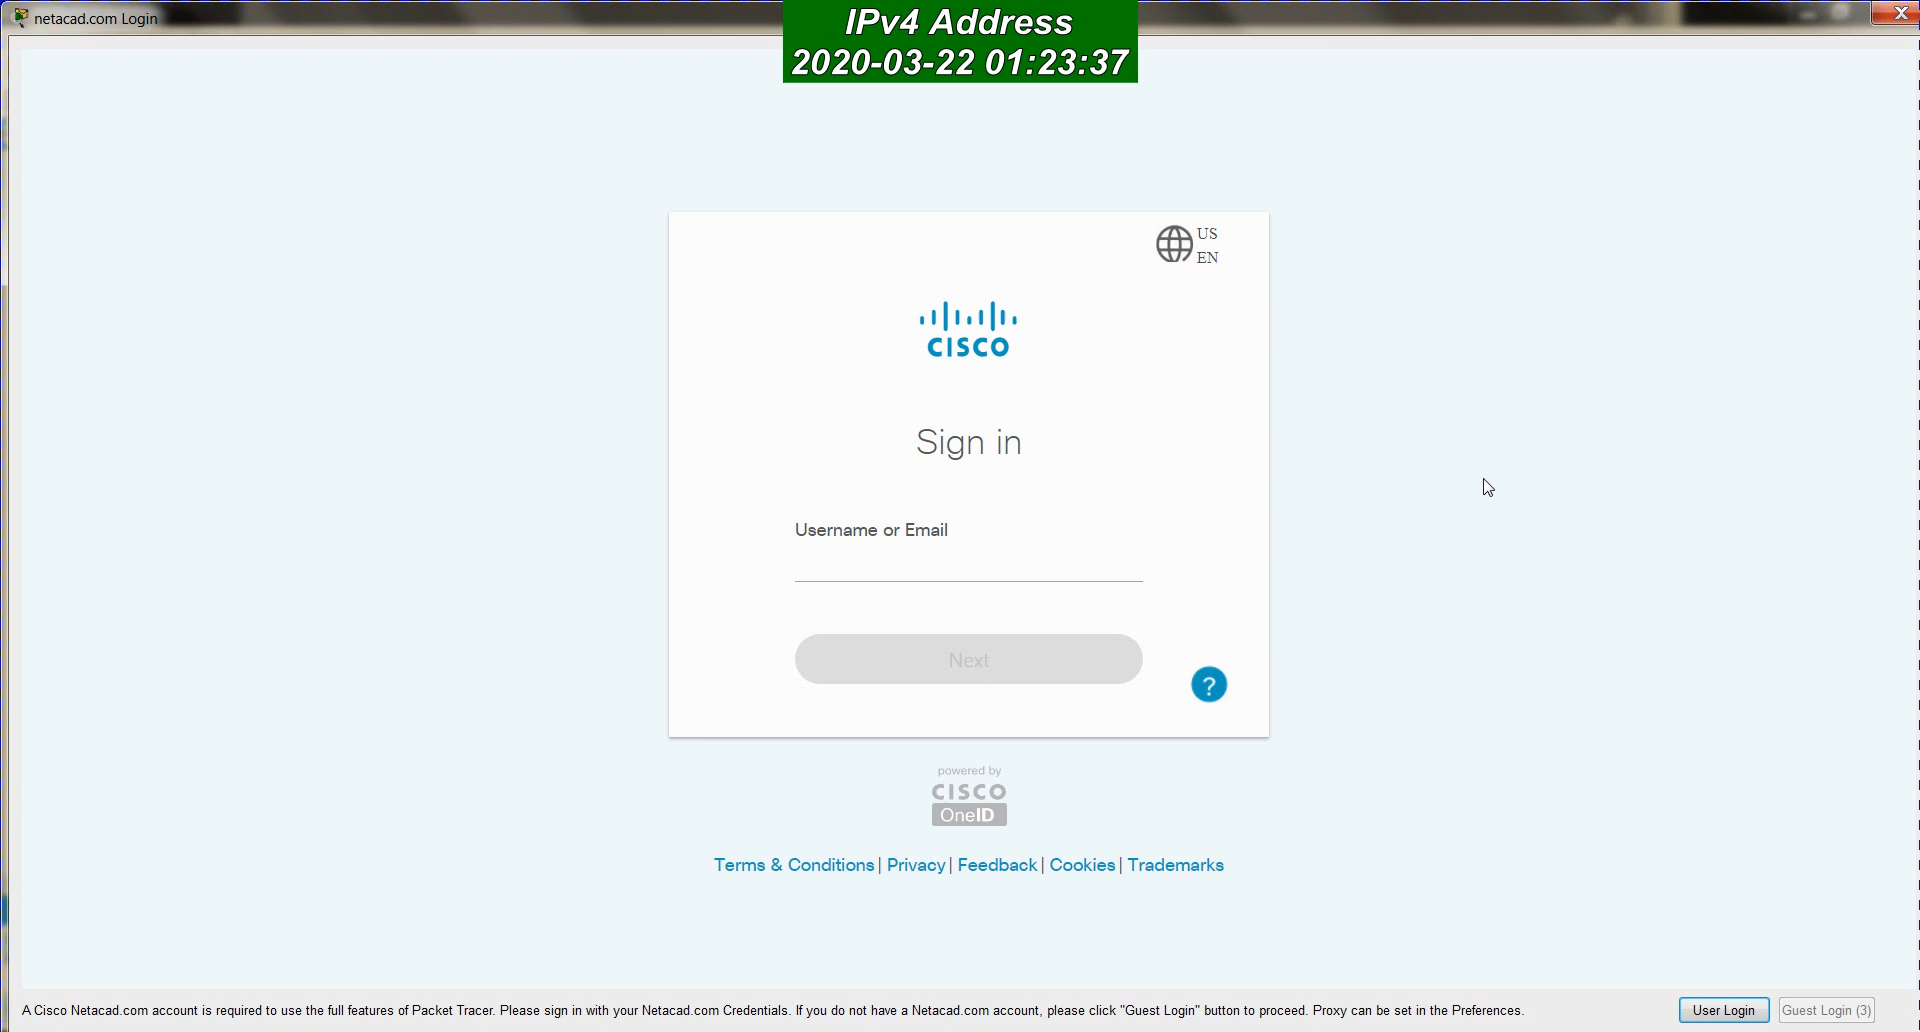 netacad.com Login
IPv4 Address
2020-03-22 01:23:37
US
EN
CISCO
Sign in
Username or Email
Next
?
powered by
CISCO
OneID
Terms & Conditions | Privacy | Feedback | Cookies | Trademarks
A Cisco Netacad.com account is required to use the full features of Packet Tracer. Please sign in with your Netacad.com Credentials. If you do not have a Netacad.com account, please click "Guest Login" button to proceed. Proxy can be set in the Preferences.
User Login
Guest Login (3)